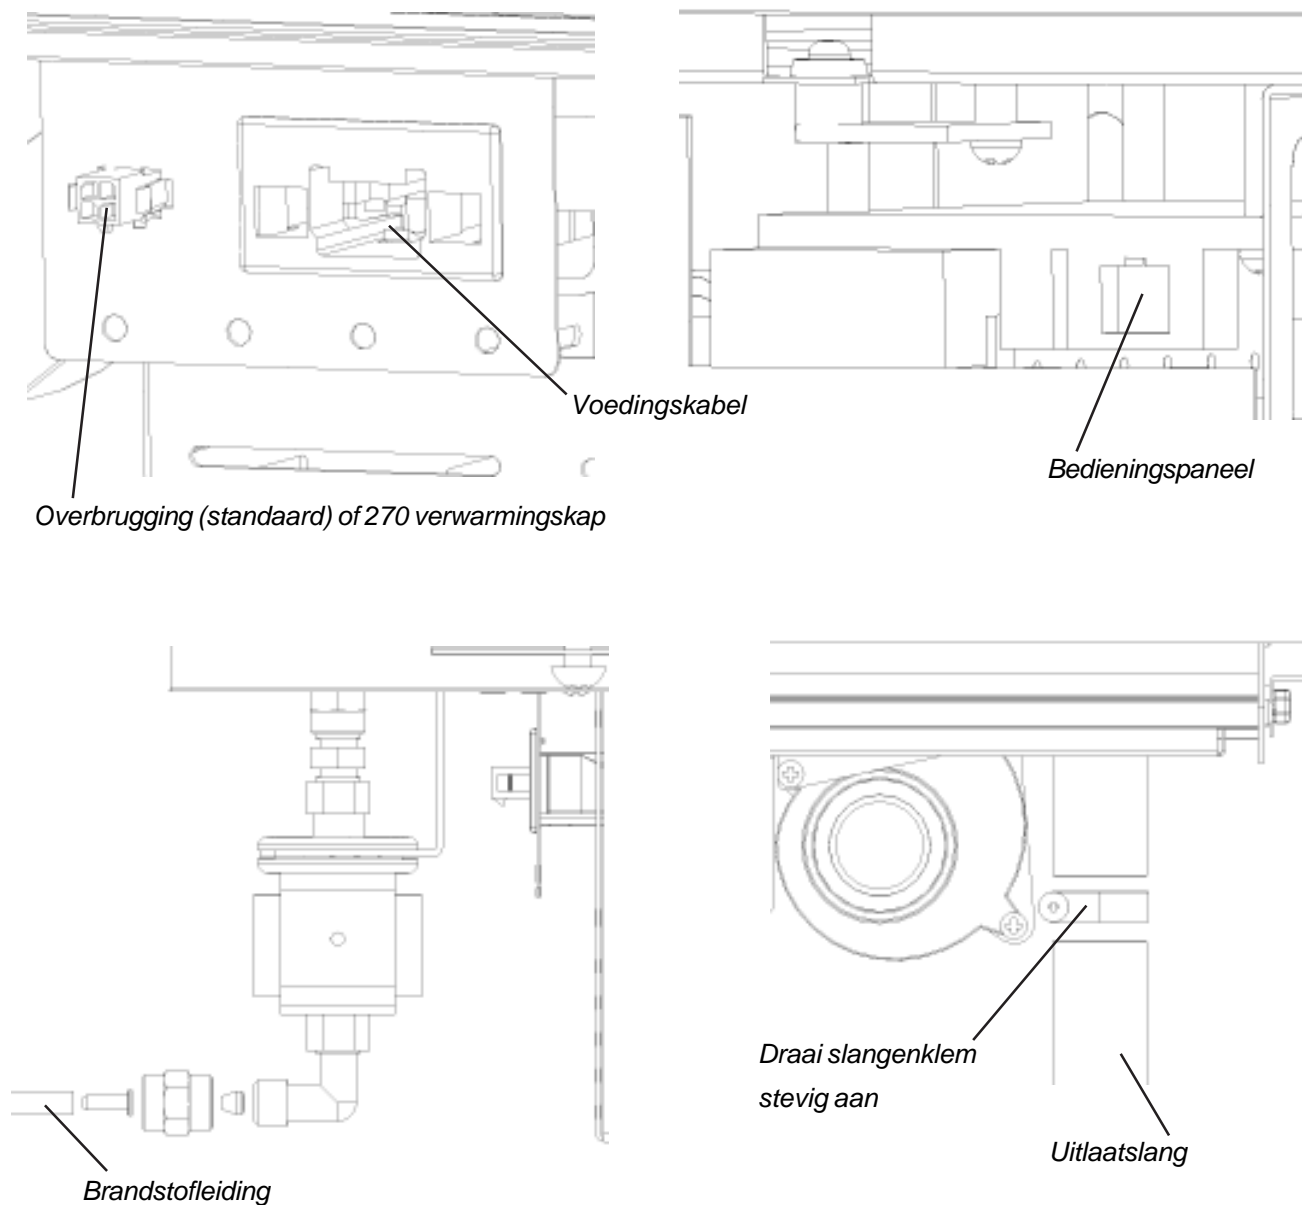 Voedingskabel
Overbrugging (standaard) of 270 verwarmingskap
Bedieningspaneel
Brandstofleiding
Draai slangenklem
stevig aan
Uitlaatslang